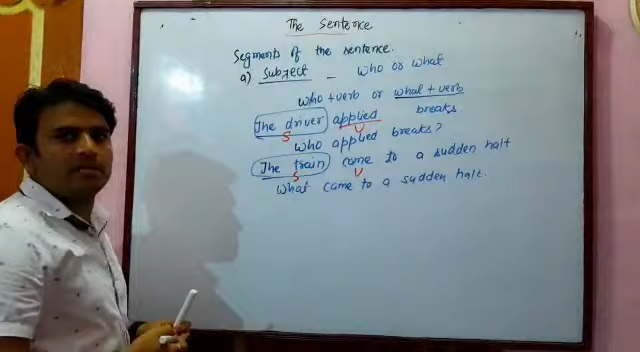 The Sentence
Segments of the sentence.
a) Subject - who or what
who + verb or what + verb
The driver applied breaks
S V
who applied breaks?
The train came to a sudden halt
S V
what came to a sudden halt.